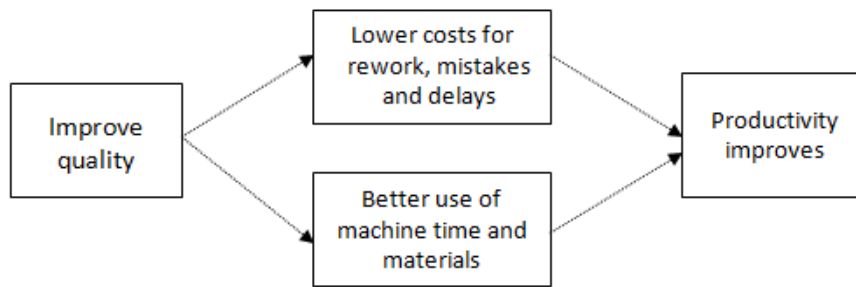 Improve
quality
Lower costs for
rework, mistakes
and delays
Better use of
machine time and
materials
Productivity
improves